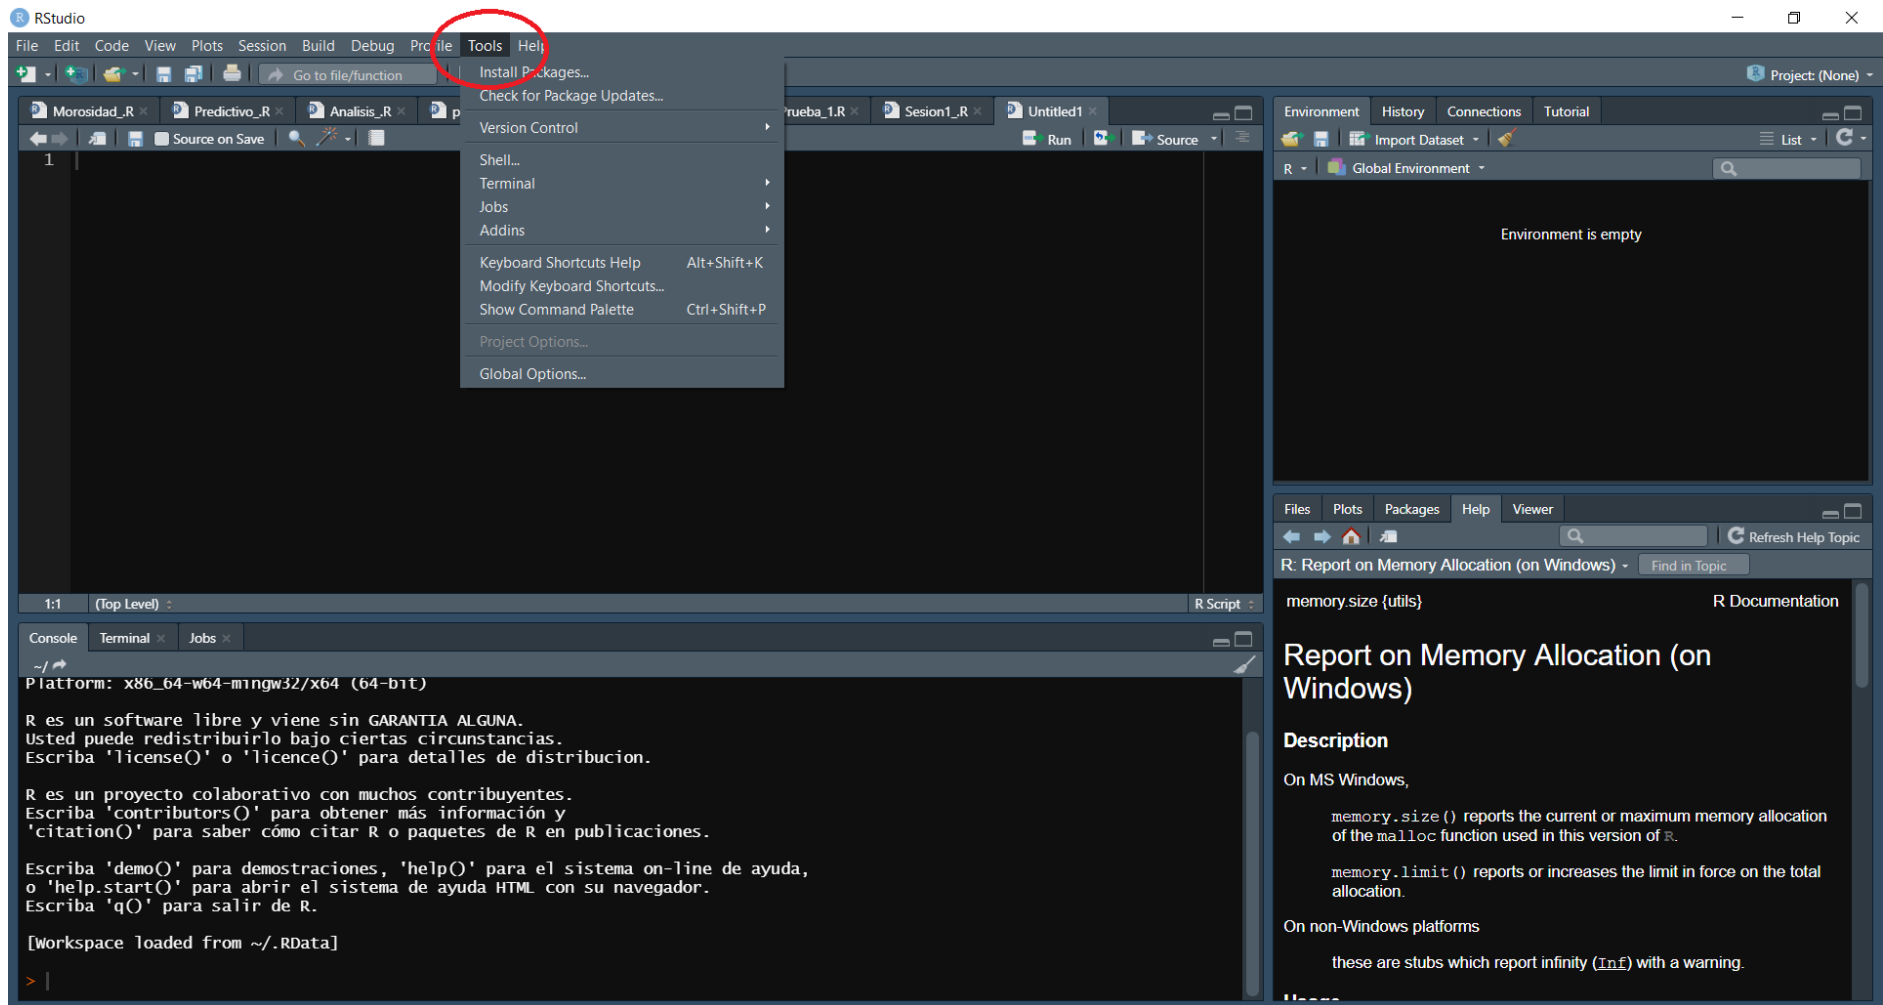 RStudio
File Edit Code View Plots Session Build Debug Profile Tools Help
Go to file/function
Project: (None)
Install Packages...
Check for Package Updates...
Version Control
Shell...
Terminal
Jobs
Addins
Keyboard Shortcuts Help Alt+Shift+K
Modify Keyboard Shortcuts...
Show Command Palette Ctrl+Shift+P
Project Options...
Global Options...
Morosidad_.R Predictivo_.R Analisis_.R p rueba_1.R Sesion1_.R Untitled1
Source on Save Run Source
1
1:1 (Top Level) R Script
Console Terminal Jobs
~/
Platform: x86_64-w64-mingw32/x64 (64-bit)
R es un software libre y viene sin GARANTIA ALGUNA.
Usted puede redistribuirlo bajo ciertas circunstancias.
Escriba 'license()' o 'licence()' para detalles de distribucion.
R es un proyecto colaborativo con muchos contribuyentes.
Escriba 'contributors()' para obtener más información y
'citation()' para saber cómo citar R o paquetes de R en publicaciones.
Escriba 'demo()' para demostraciones, 'help()' para el sistema on-line de ayuda,
o 'help.start()' para abrir el sistema de ayuda HTML con su navegador.
Escriba 'q()' para salir de R.
[Workspace loaded from ~/.RData]
>
Environment History Connections Tutorial
Import Dataset List
R Global Environment
Environment is empty
Files Plots Packages Help Viewer
Refresh Help Topic
R: Report on Memory Allocation (on Windows) Find in Topic
memory.size {utils} R Documentation
Report on Memory Allocation (on
Windows)
Description
On MS Windows,
memory.size() reports the current or maximum memory allocation
of the malloc function used in this version of R.
memory.limit() reports or increases the limit in force on the total
allocation.
On non-Windows platforms
these are stubs which report infinity (Inf) with a warning.